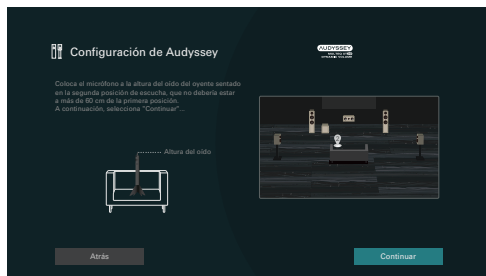 Configuración de Audyssey
AUDYSSEY
Coloca el micrófono a la altura del oído del oyente sentado
en la segunda posición de escucha, que no debería estar
a más de 60 cm de la primera posición.
A continuación, selecciona "Continuar"...
Altura del oído
Atrás
Continuar